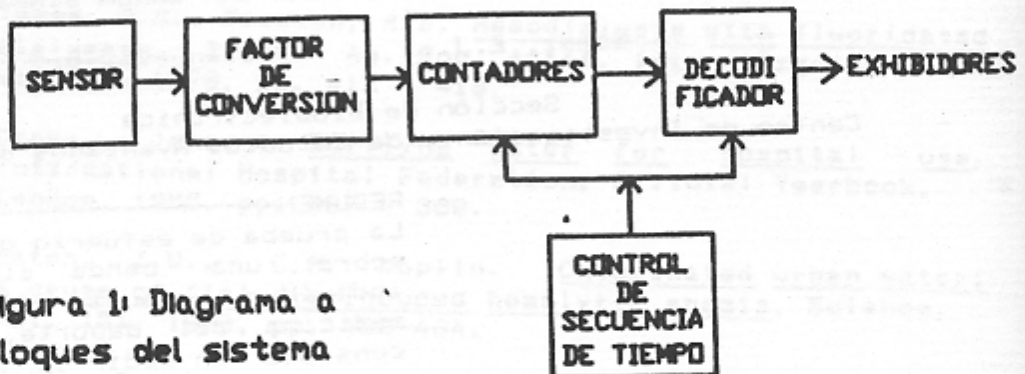 SENSOR
FACTOR
DE
CONVERSION
CONTADORES
DECODI
FICADOR
EXHIBIDORES
CONTROL
DE
SECUENCIA
DE TIEMPO
igura 1: Diagrama a
loques del sistema